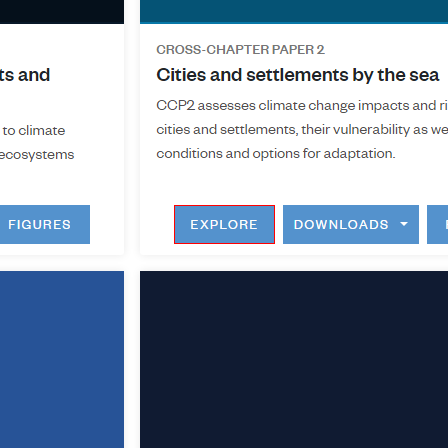 ts and
to climate
ecosystems
FIGURES
CROSS-CHAPTER PAPER 2
Cities and settlements by the sea
CCP2 assesses climate change impacts and ri
cities and settlements, their vulnerability as we
conditions and options for adaptation.
EXPLORE
DOWNLOADS